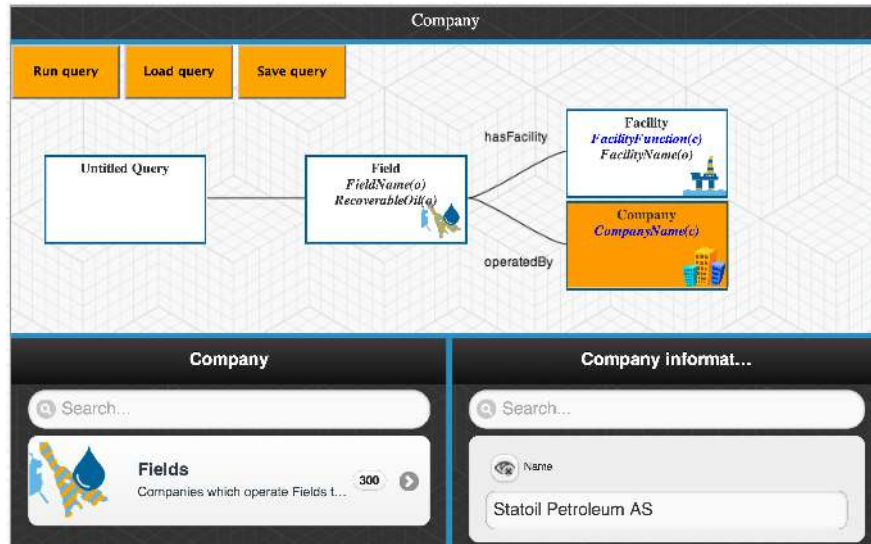 Company
Run query
Load query
Save query
Untitled Query
Field
FieldName(o)
RecoverableOil(o)
hasFacility
operatedBy
Facility
FacilityFunction(c)
FacilityName(o)
Company
CompanyName(c)
Company
Search...
Fields
Companies which operate Fields t...
300
Company informat...
Search...
Name
Statoil Petroleum AS